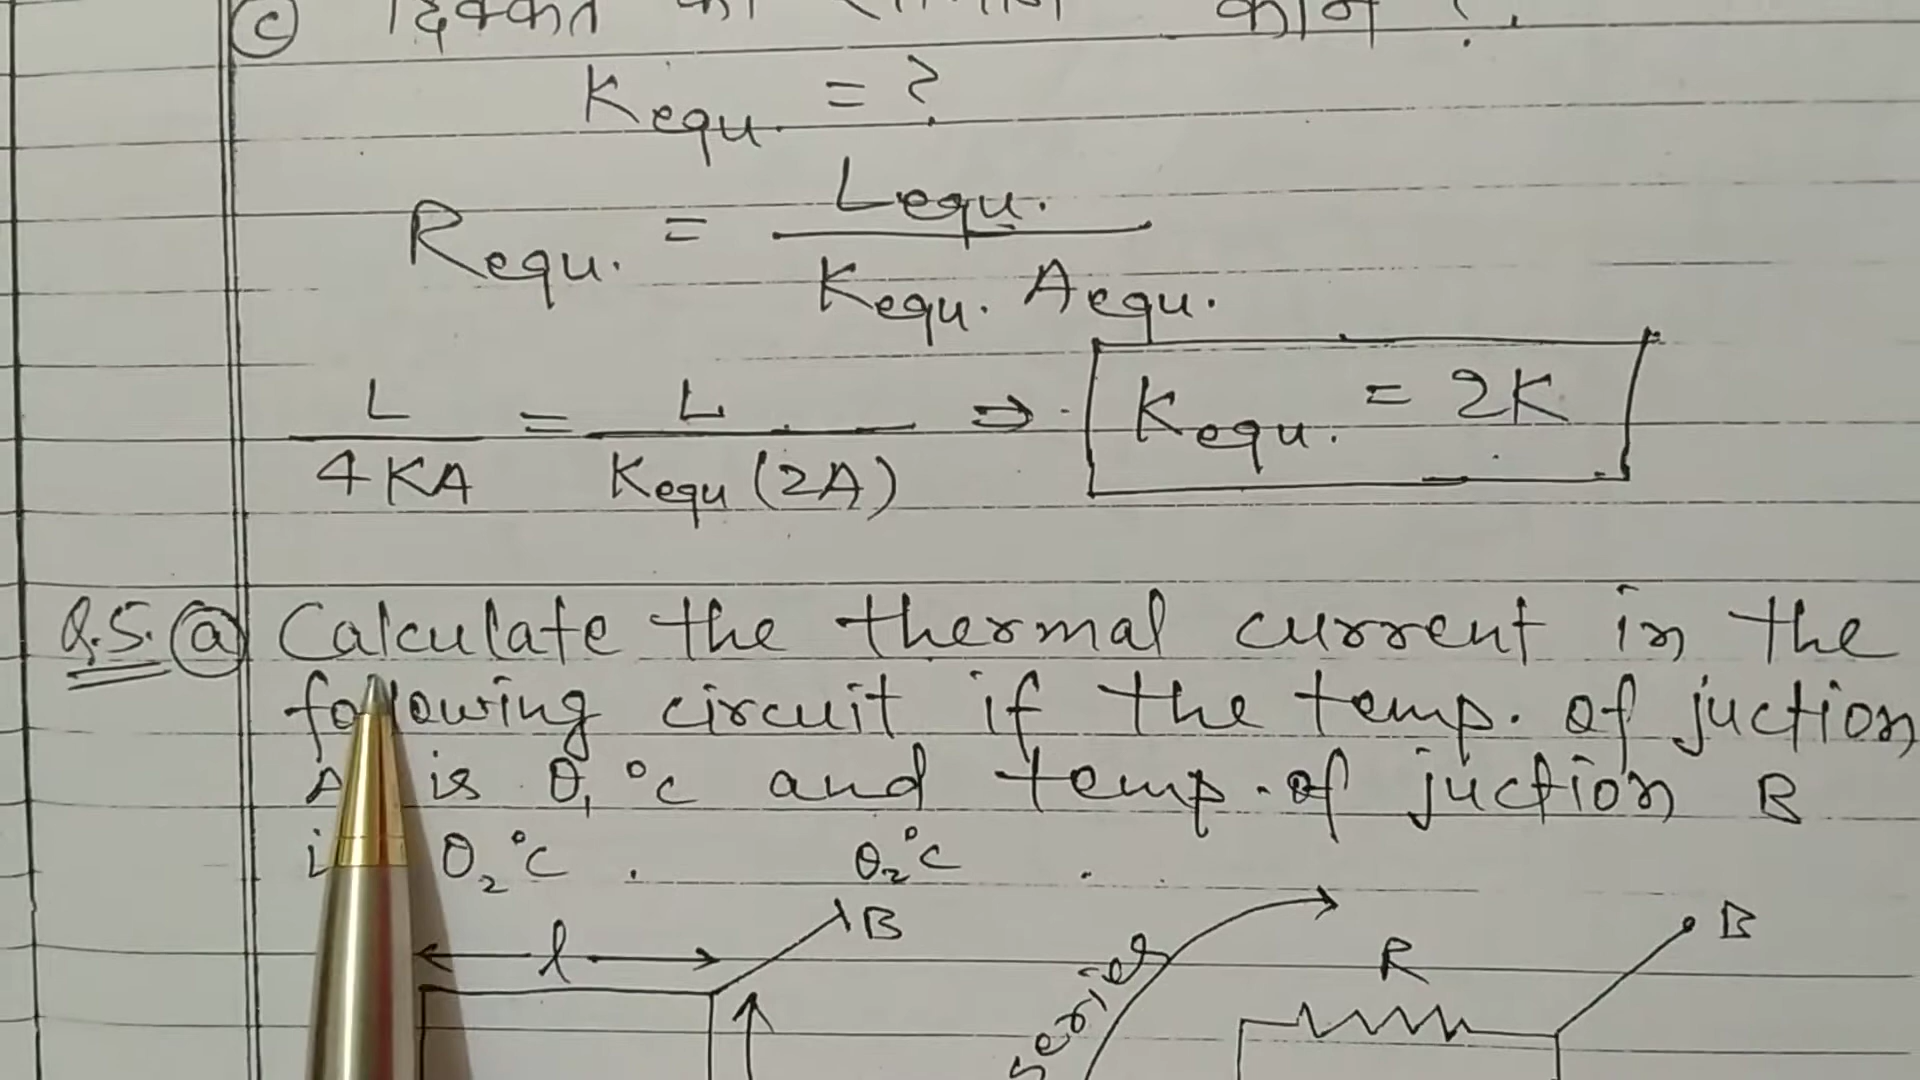 c
K equ. = ?
R equ. = L equ. / K equ. A equ.
L / 4KA = L / K equ (2A) ⇒ K equ. = 2K
Q.5. a Calculate the thermal current in the
following circuit if the temp. of juction
A is θ₁ °C and temp. of juction B
θ₂ °C . θ₂°C
B
l
series
R
B